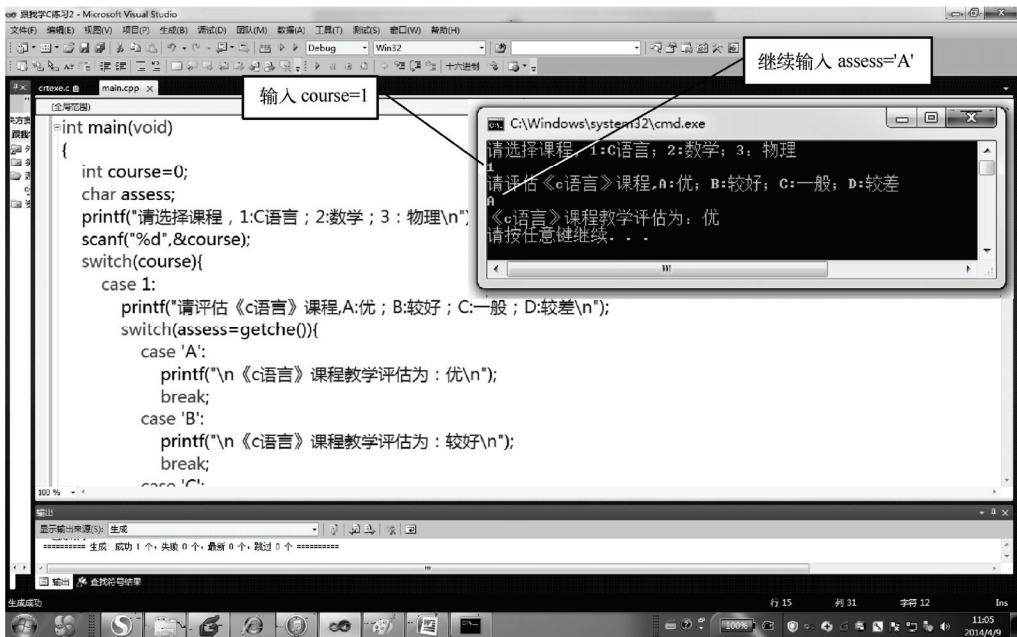 跟我学C练习2 - Microsoft Visual Studio
文件(F) 编辑(E) 视图(V) 项目(P) 生成(B) 调试(D) 团队(M) 数据(A) 工具(T) 测试(S) 窗口(W) 帮助(H)
Debug Win32
十六进制
继续输入 assess='A'
crtexe.c main.cpp
输入 course=1
(全局范围)
int main(void)
{
int course=0;
char assess;
printf("请选择课程，1:C语言；2:数学；3：物理\n")
scanf("%d",&course);
switch(course){
case 1:
printf("请评估《c语言》课程,A:优；B:较好；C:一般；D:较差\n");
switch(assess=getche()){
case 'A':
printf("\n《c语言》课程教学评估为：优\n");
break;
case 'B':
printf("\n《c语言》课程教学评估为：较好\n");
break;
case 'C':
C:\Windows\system32\cmd.exe
请选择课程，1:C语言；2:数学；3：物理
1
请评估《c语言》课程,A:优；B:较好；C:一般；D:较差
A
《c语言》课程教学评估为：优
请按任意键继续. . .
100 %
输出
显示输出来源(S): 生成
========== 生成: 成功 1 个，失败 0 个，最新 0 个，跳过 0 个 ==========
输出 查找符号结果
生成成功 行 15 列 31 字符 12 Ins
100% 11:05
2014/4/9